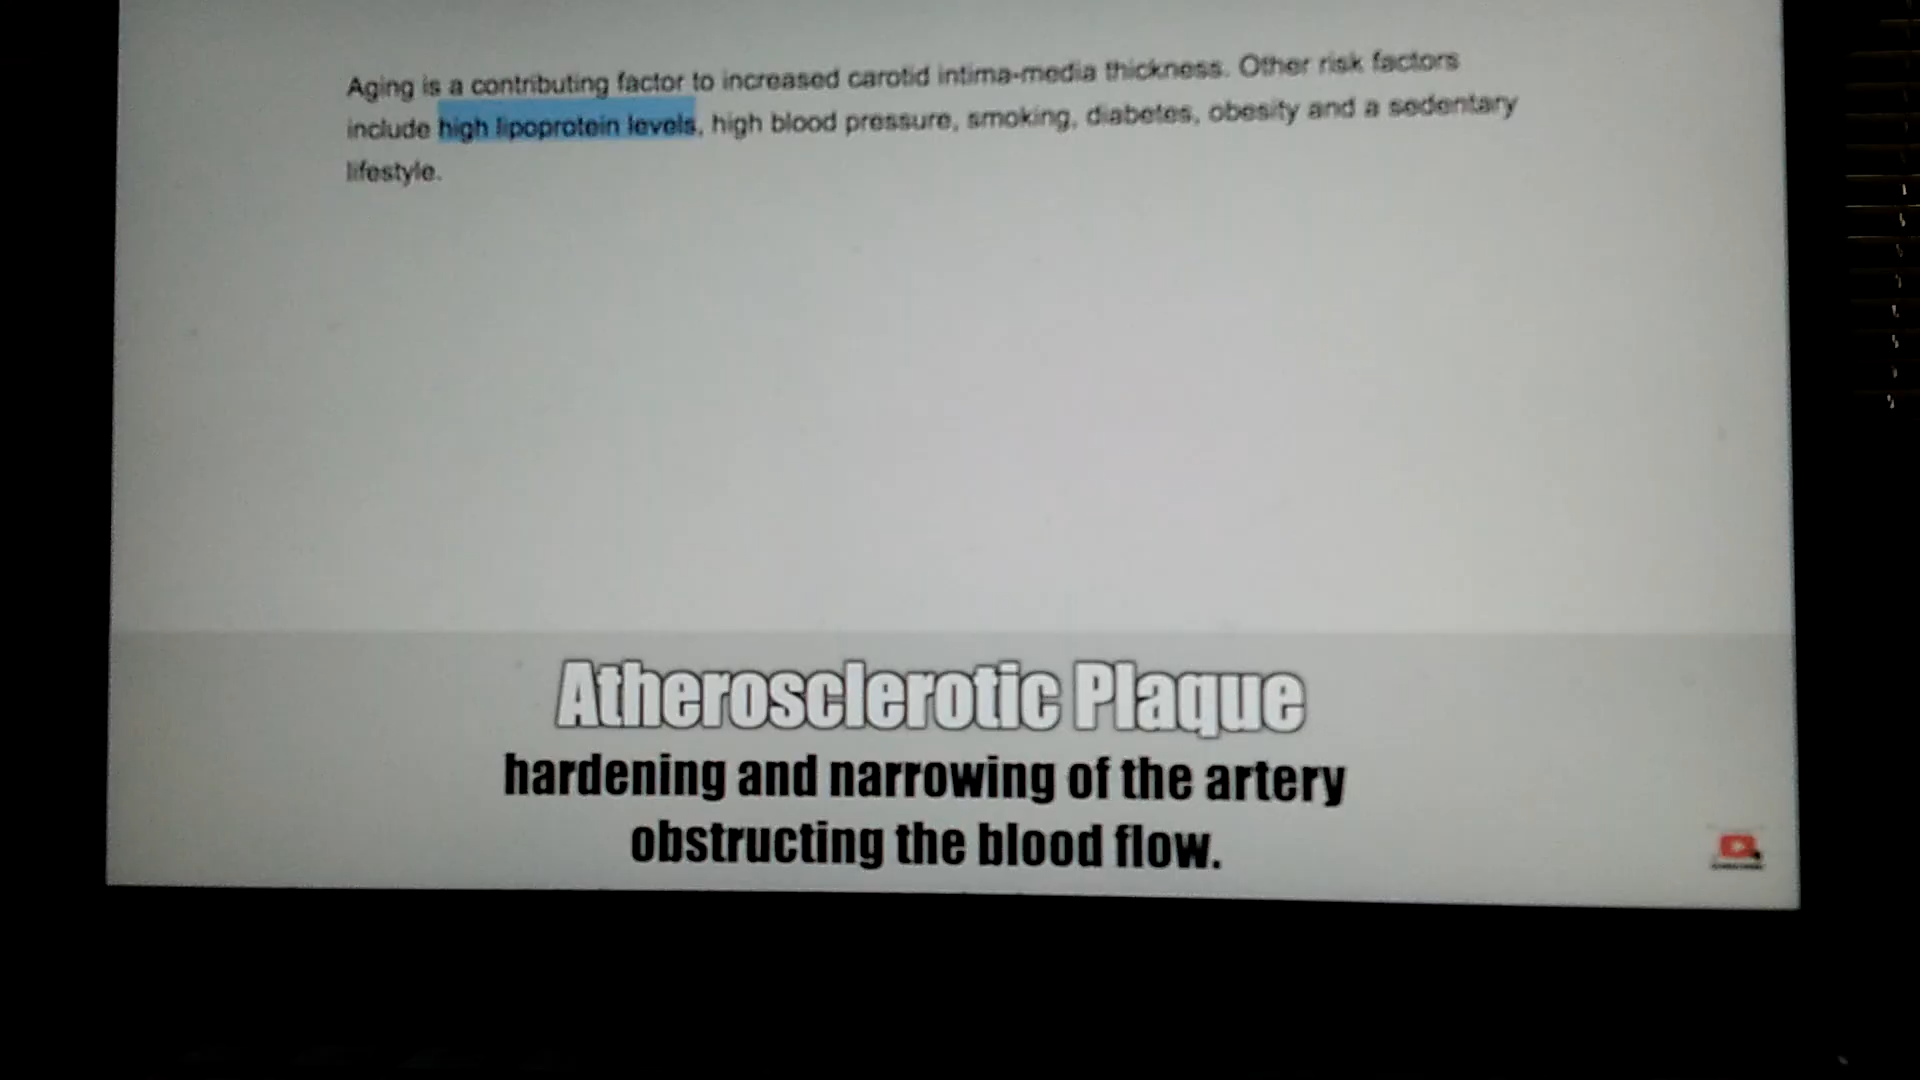 Aging is a contributing factor to increased carotid intima-media thickness. Other risk factors
include high lipoprotein levels, high blood pressure, smoking, diabetes, obesity and a sedentary
lifestyle.
Atherosclerotic Plaque
hardening and narrowing of the artery
obstructing the blood flow.